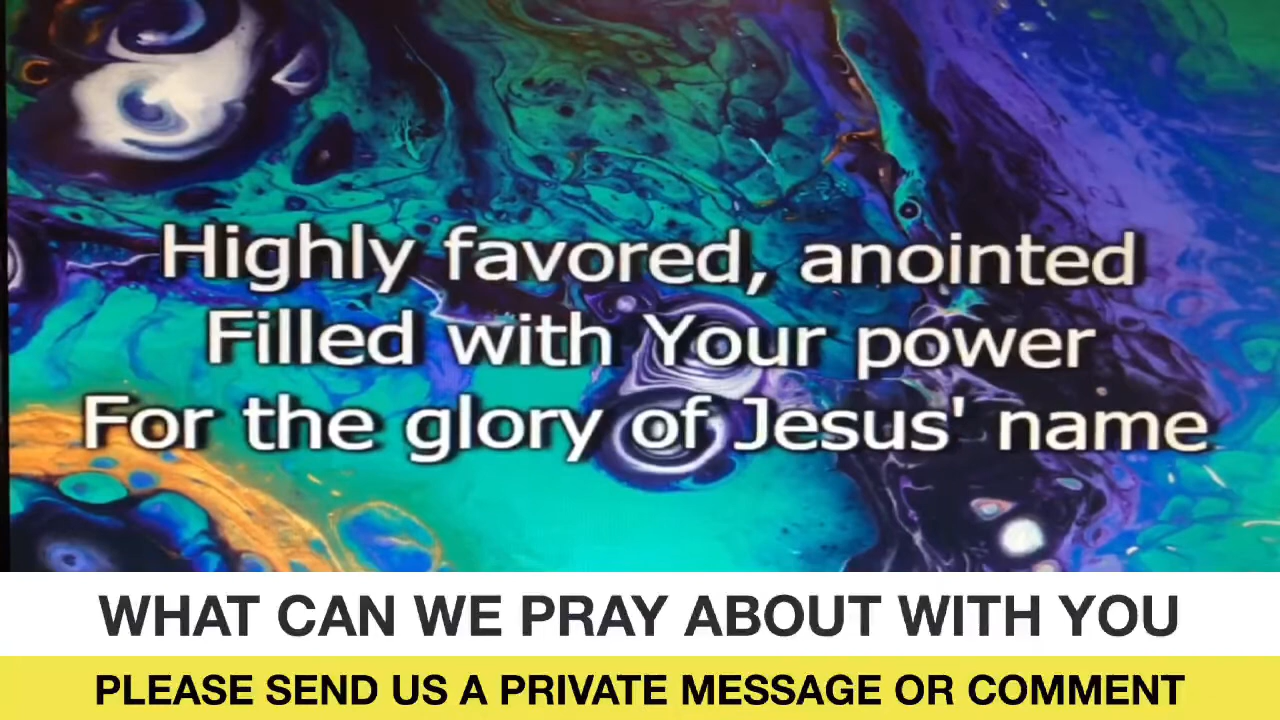 Highly favored, anointed
Filled with Your power
For the glory of Jesus' name
WHAT CAN WE PRAY ABOUT WITH YOU
PLEASE SEND US A PRIVATE MESSAGE OR COMMENT